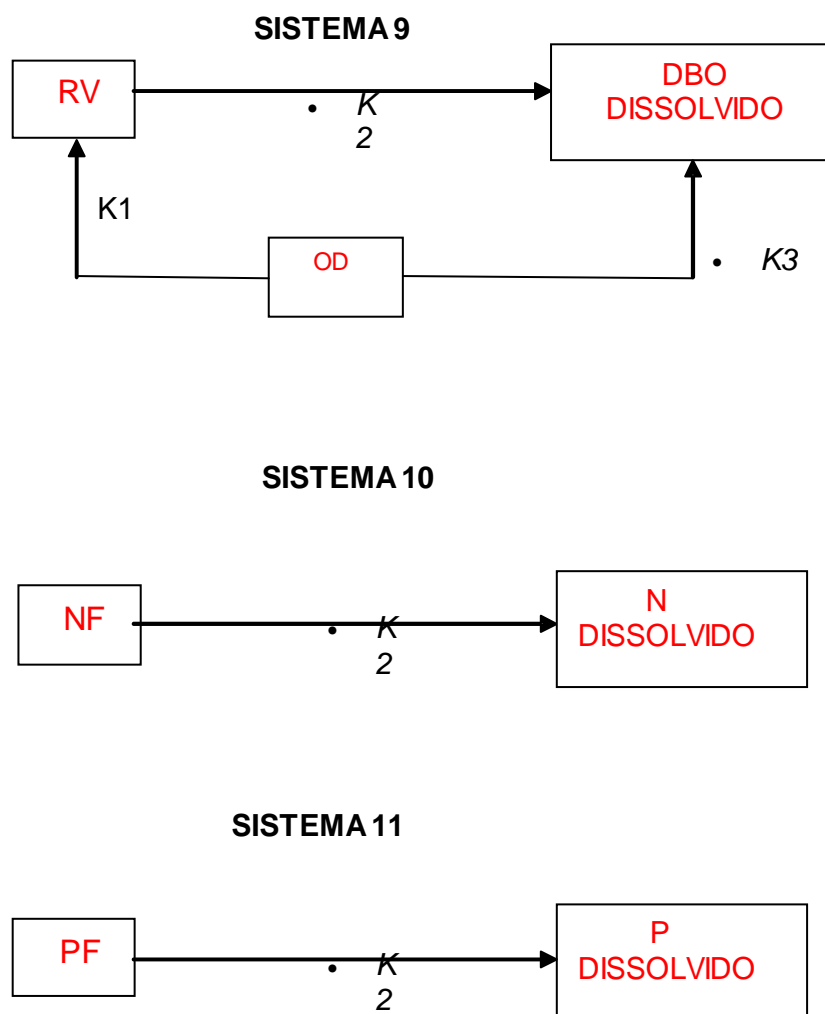 SISTEMA 9
RV
DBO
DISSOLVIDO
• K
2
K1
OD
• K3
SISTEMA 10
NF
N
DISSOLVIDO
• K
2
SISTEMA 11
PF
P
DISSOLVIDO
• K
2